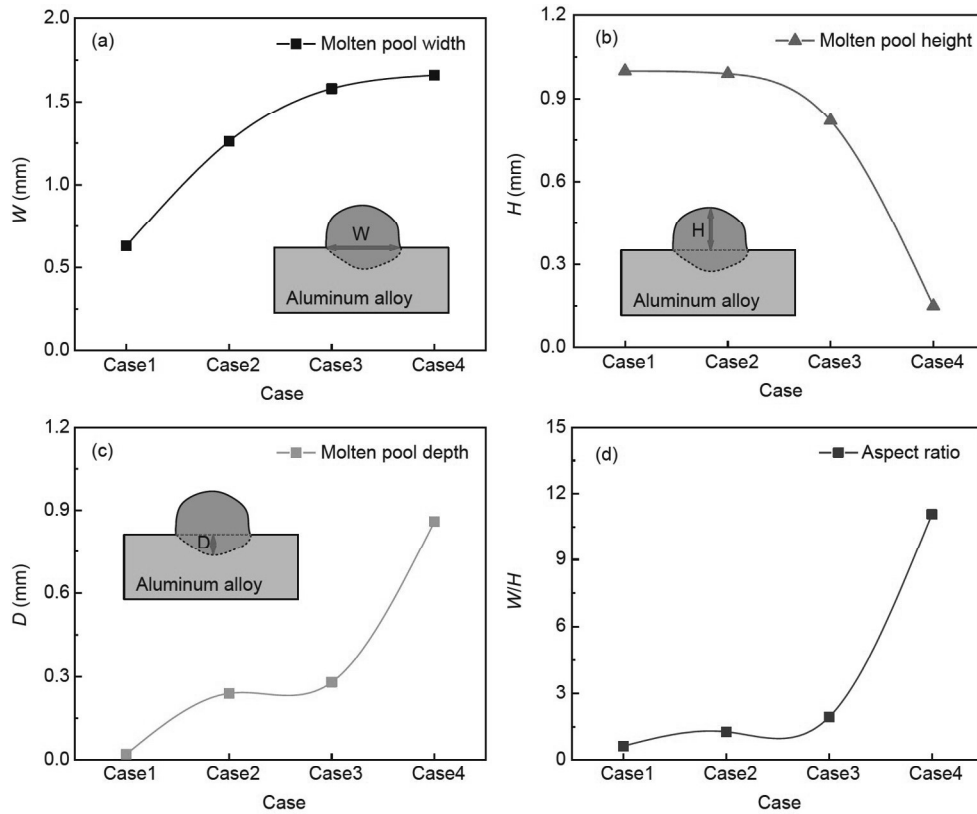 (a)
Molten pool width
2.0
1.5
1.0
0.5
0.0
W (mm)
W
Aluminum alloy
Case1 Case2 Case3 Case4
Case
(b)
Molten pool height
1.2
0.9
0.6
0.3
0.0
H (mm)
H
Aluminum alloy
Case1 Case2 Case3 Case4
Case
(c)
Molten pool depth
1.2
0.9
0.6
0.3
0.0
D (mm)
D
Aluminum alloy
Case1 Case2 Case3 Case4
Case
(d)
Aspect ratio
15
12
9
6
3
0
W/H
Case1 Case2 Case3 Case4
Case